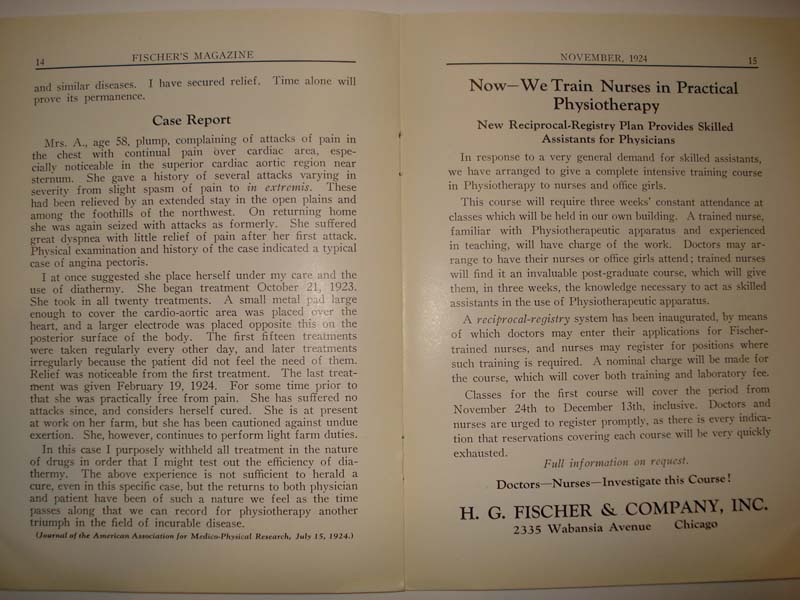 14
FISCHER'S MAGAZINE
and similar diseases. I have secured relief. Time alone will
prove its permanence.
Case Report
Mrs. A., age 58, plump, complaining of attacks of pain in
the chest with continual pain over cardiac area, espe-
cially noticeable in the superior cardiac aortic region near
sternum. She gave a history of several attacks varying in
severity from slight spasm of pain to in extremis. These
had been relieved by an extended stay in the open plains and
among the foothills of the northwest. On returning home
she was again seized with attacks as formerly. She suffered
great dyspnea with little relief of pain after her first attack.
Physical examination and history of the case indicated a typical
case of angina pectoris.
I at once suggested she place herself under my care and the
use of diathermy. She began treatment October 21, 1923.
She took in all twenty treatments. A small metal pad large
enough to cover the cardio-aortic area was placed over the
heart, and a larger electrode was placed opposite this on the
posterior surface of the body. The first fifteen treatments
were taken regularly every other day, and later treatments
irregularly because the patient did not feel the need of them.
Relief was noticeable from the first treatment. The last treat-
ment was given February 19, 1924. For some time prior to
that she was practically free from pain. She has suffered no
attacks since, and considers herself cured. She is at present
at work on her farm, but she has been cautioned against undue
exertion. She, however, continues to perform light farm duties.
In this case I purposely withheld all treatment in the nature
of drugs in order that I might test out the efficiency of dia-
thermy. The above experience is not sufficient to herald a
cure, even in this specific case, but the returns to both physician
and patient have been of such a nature we feel as the time
passes along that we can record for physiotherapy another
triumph in the field of incurable disease.
(Journal of the American Association for Medico-Physical Research, July 15, 1924.)
NOVEMBER, 1924
15
Now—We Train Nurses in Practical
Physiotherapy
New Reciprocal-Registry Plan Provides Skilled
Assistants for Physicians
In response to a very general demand for skilled assistants,
we have arranged to give a complete intensive training course
in Physiotherapy to nurses and office girls.
This course will require three weeks' constant attendance at
classes which will be held in our own building. A trained nurse,
familiar with Physiotherapeutic apparatus and experienced
in teaching, will have charge of the work. Doctors may ar-
range to have their nurses or office girls attend; trained nurses
will find it an invaluable post-graduate course, which will give
them, in three weeks, the knowledge necessary to act as skilled
assistants in the use of Physiotherapeutic apparatus.
A reciprocal-registry system has been inaugurated, by means
of which doctors may enter their applications for Fischer-
trained nurses, and nurses may register for positions where
such training is required. A nominal charge will be made for
the course, which will cover both training and laboratory fee.
Classes for the first course will cover the period from
November 24th to December 13th, inclusive. Doctors and
nurses are urged to register promptly, as there is every indica-
tion that reservations covering each course will be very quickly
exhausted.
Full information on request.
Doctors—Nurses—Investigate this Course!
H. G. FISCHER & COMPANY, INC.
2335 Wabansia Avenue Chicago